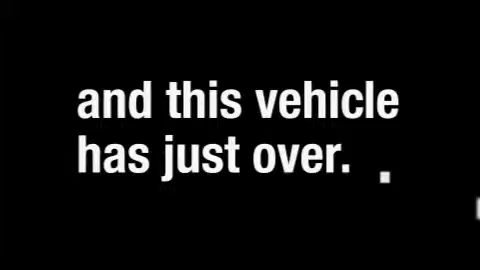 and this vehicle
has just over. .